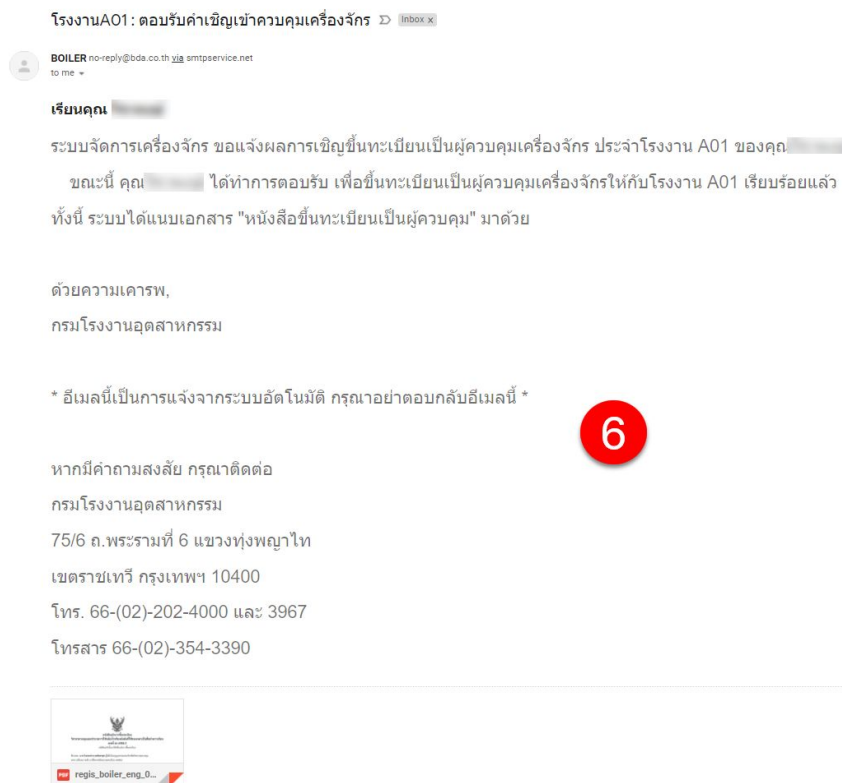 โรงงานA01: ตอบรับคำเชิญเข้าควบคุมเครื่องจักร Inbox x
BOILER no-reply@bda.co.th via smtpservice.net
to me
เรียนคุณ
ระบบจัดการเครื่องจักร ขอแจ้งผลการเชิญขึ้นทะเบียนเป็นผู้ควบคุมเครื่องจักร ประจำโรงงาน A01 ของคุณ
ขณะนี้ คุณ ได้ทำการตอบรับ เพื่อขึ้นทะเบียนเป็นผู้ควบคุมเครื่องจักรให้กับโรงงาน A01 เรียบร้อยแล้ว
ทั้งนี้ ระบบได้แนบเอกสาร "หนังสือขึ้นทะเบียนเป็นผู้ควบคุม" มาด้วย
ด้วยความเคารพ,
กรมโรงงานอุตสาหกรรม
* อีเมลนี้เป็นการแจ้งจากระบบอัตโนมัติ กรุณาอย่าตอบกลับอีเมลนี้ *
6
หากมีคำถามสงสัย กรุณาติดต่อ
กรมโรงงานอุตสาหกรรม
75/6 ถ.พระรามที่ 6 แขวงทุ่งพญาไท
เขตราชเทวี กรุงเทพฯ 10400
โทร. 66-(02)-202-4000 และ 3967
โทรสาร 66-(02)-354-3390
PDF regis_boiler_eng_0...